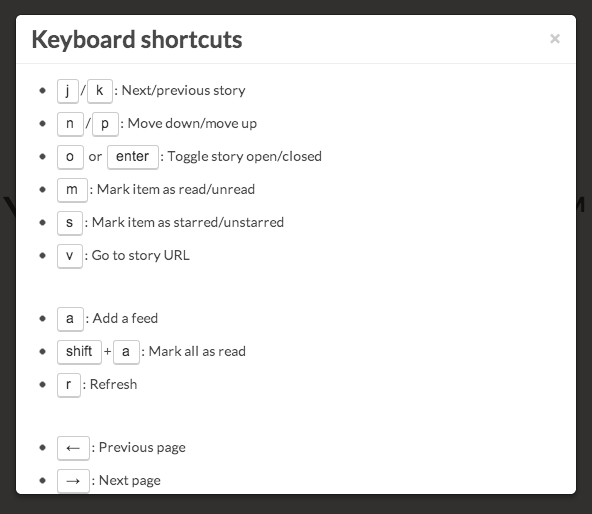 Keyboard shortcuts ×
j / k : Next/previous story
n / p : Move down/move up
o or enter : Toggle story open/closed
m : Mark item as read/unread
s : Mark item as starred/unstarred
v : Go to story URL
a : Add a feed
shift + a : Mark all as read
r : Refresh
← : Previous page
→ : Next page